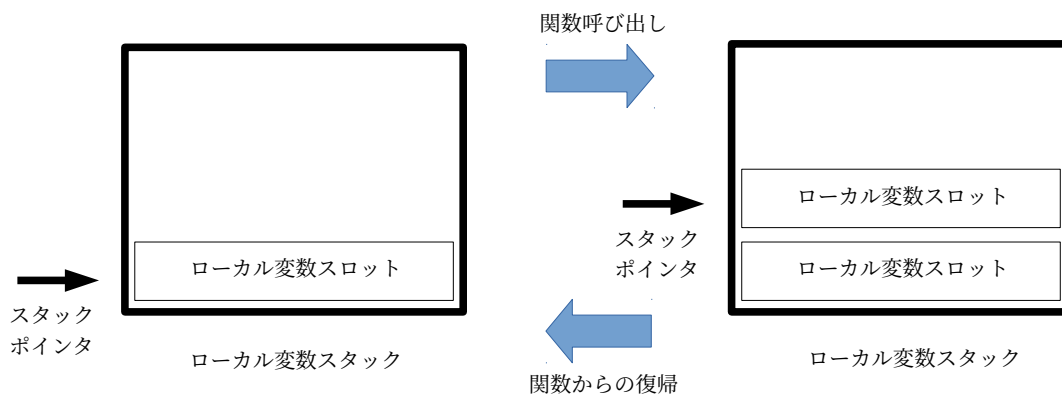 関数呼び出し
ローカル変数スロット
スタック
ポインタ
ローカル変数スタック
ローカル変数スロット
スタック
ポインタ
ローカル変数スロット
ローカル変数スタック
関数からの復帰